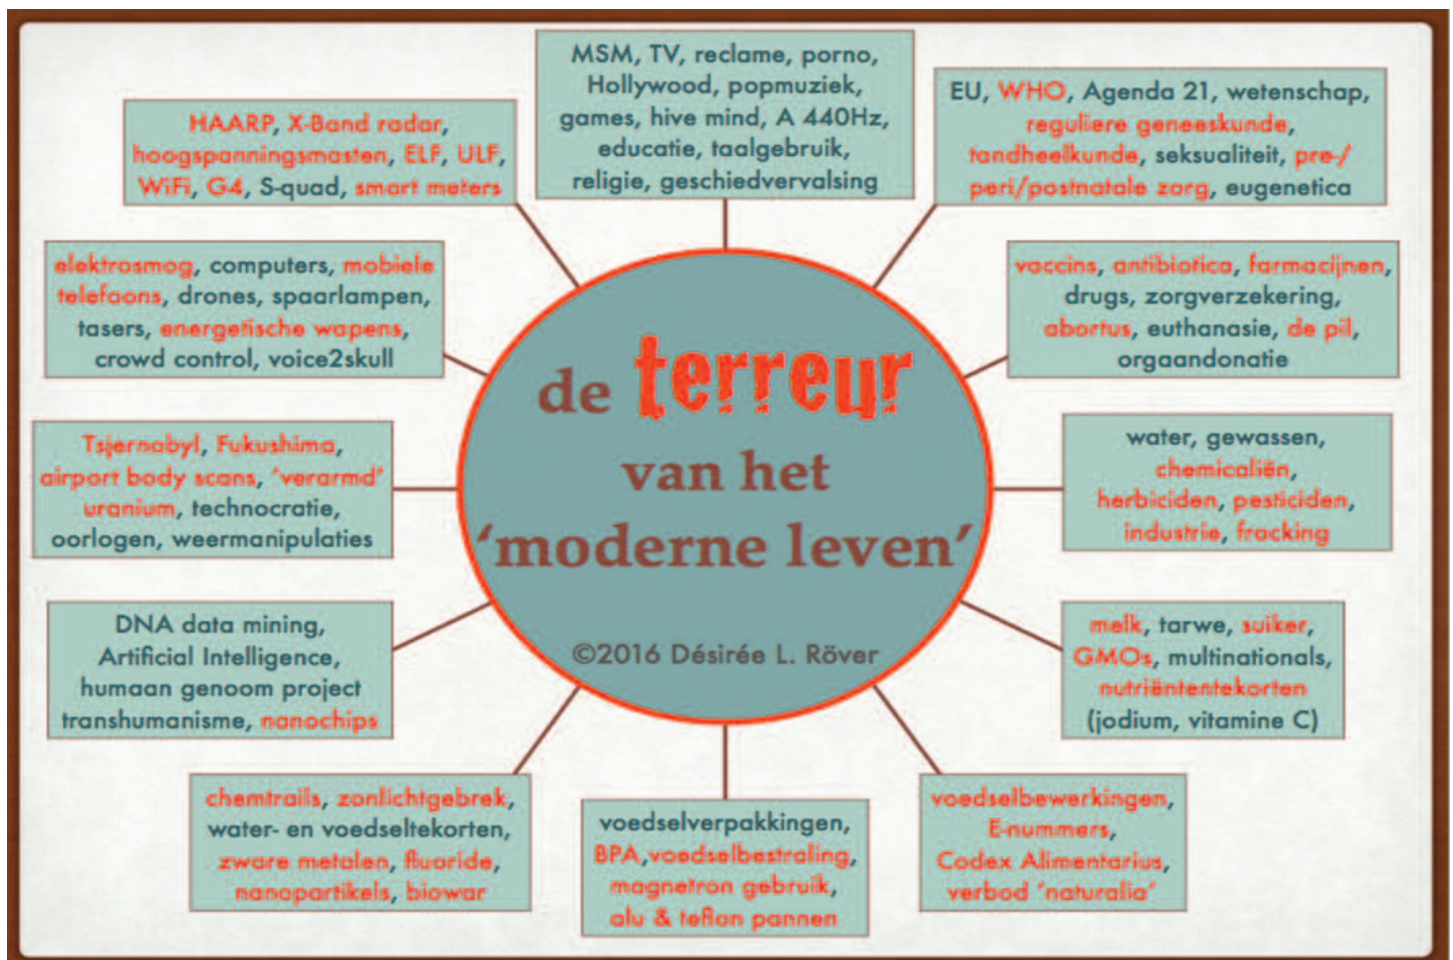 MSM, TV, reclame, porno,
Hollywood, popmuziek,
games, hive mind, A 440Hz,
educatie, taalgebruik,
religie, geschiedvervalsing
EU, WHO, Agenda 21, wetenschap,
reguliere geneeskunde,
tandheelkunde, seksualiteit, pre-/
peri/postnatale zorg, eugenetica
vaccins, antibiotica, farmacijnen,
drugs, zorgverzekering,
abortus, euthanasie, de pil,
orgaandonatie
water, gewassen,
chemicaliën,
herbiciden, pesticiden,
industrie, fracking
melk, tarwe, suiker,
GMOs, multinationals,
nutriëntentekorten
(jodium, vitamine C)
voedselbewerkingen,
E-nummers,
Codex Alimentarius,
verbod ‘naturalia’
voedselverpakkingen,
BPA,voedselbestraling,
magnetron gebruik,
alu & teflon pannen
chemtrails, zonlichtgebrek,
water- en voedseltekorten,
zware metalen, fluoride,
nanopartikels, biowar
DNA data mining,
Artificial Intelligence,
humaan genoom project
transhumanisme, nanochips
Tsjernobyl, Fukushima,
airport body scans, ‘verarmd’
uranium, technocratie,
oorlogen, weermanipulaties
elektrosmog, computers, mobiele
telefoons, drones, spaarlampen,
tasers, energetische wapens,
crowd control, voice2skull
HAARP, X-Band radar,
hoogspanningsmasten, ELF, ULF,
WiFi, G4, S-quad, smart meters
de terreur
van het
‘moderne leven’
©2016 Désirée L. Röver